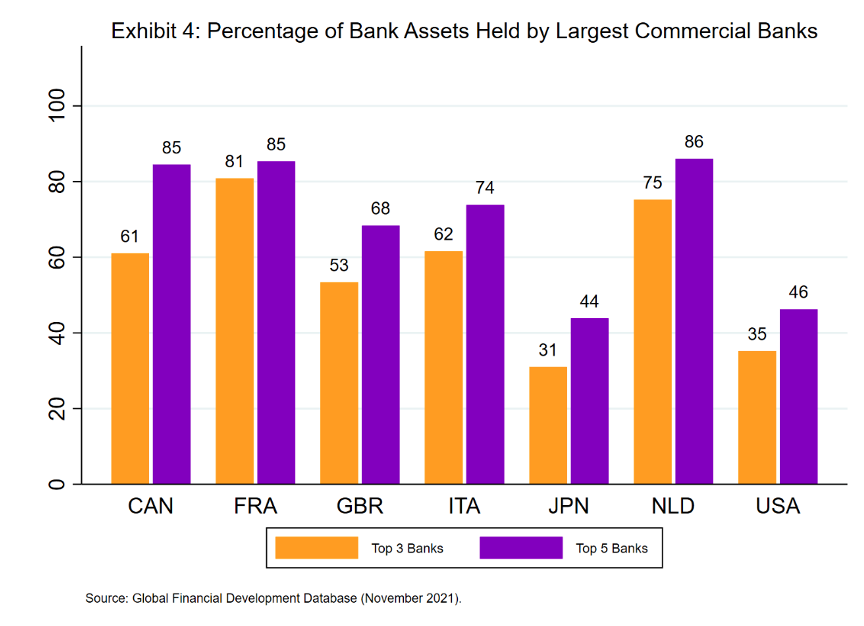 Exhibit 4: Percentage of Bank Assets Held by Largest Commercial Banks
100
80
60
40
20
0
61 85 81 85 53 68 62 74 31 44 75 86 35 46
CAN FRA GBR ITA JPN NLD USA
Top 3 Banks Top 5 Banks
Source: Global Financial Development Database (November 2021).